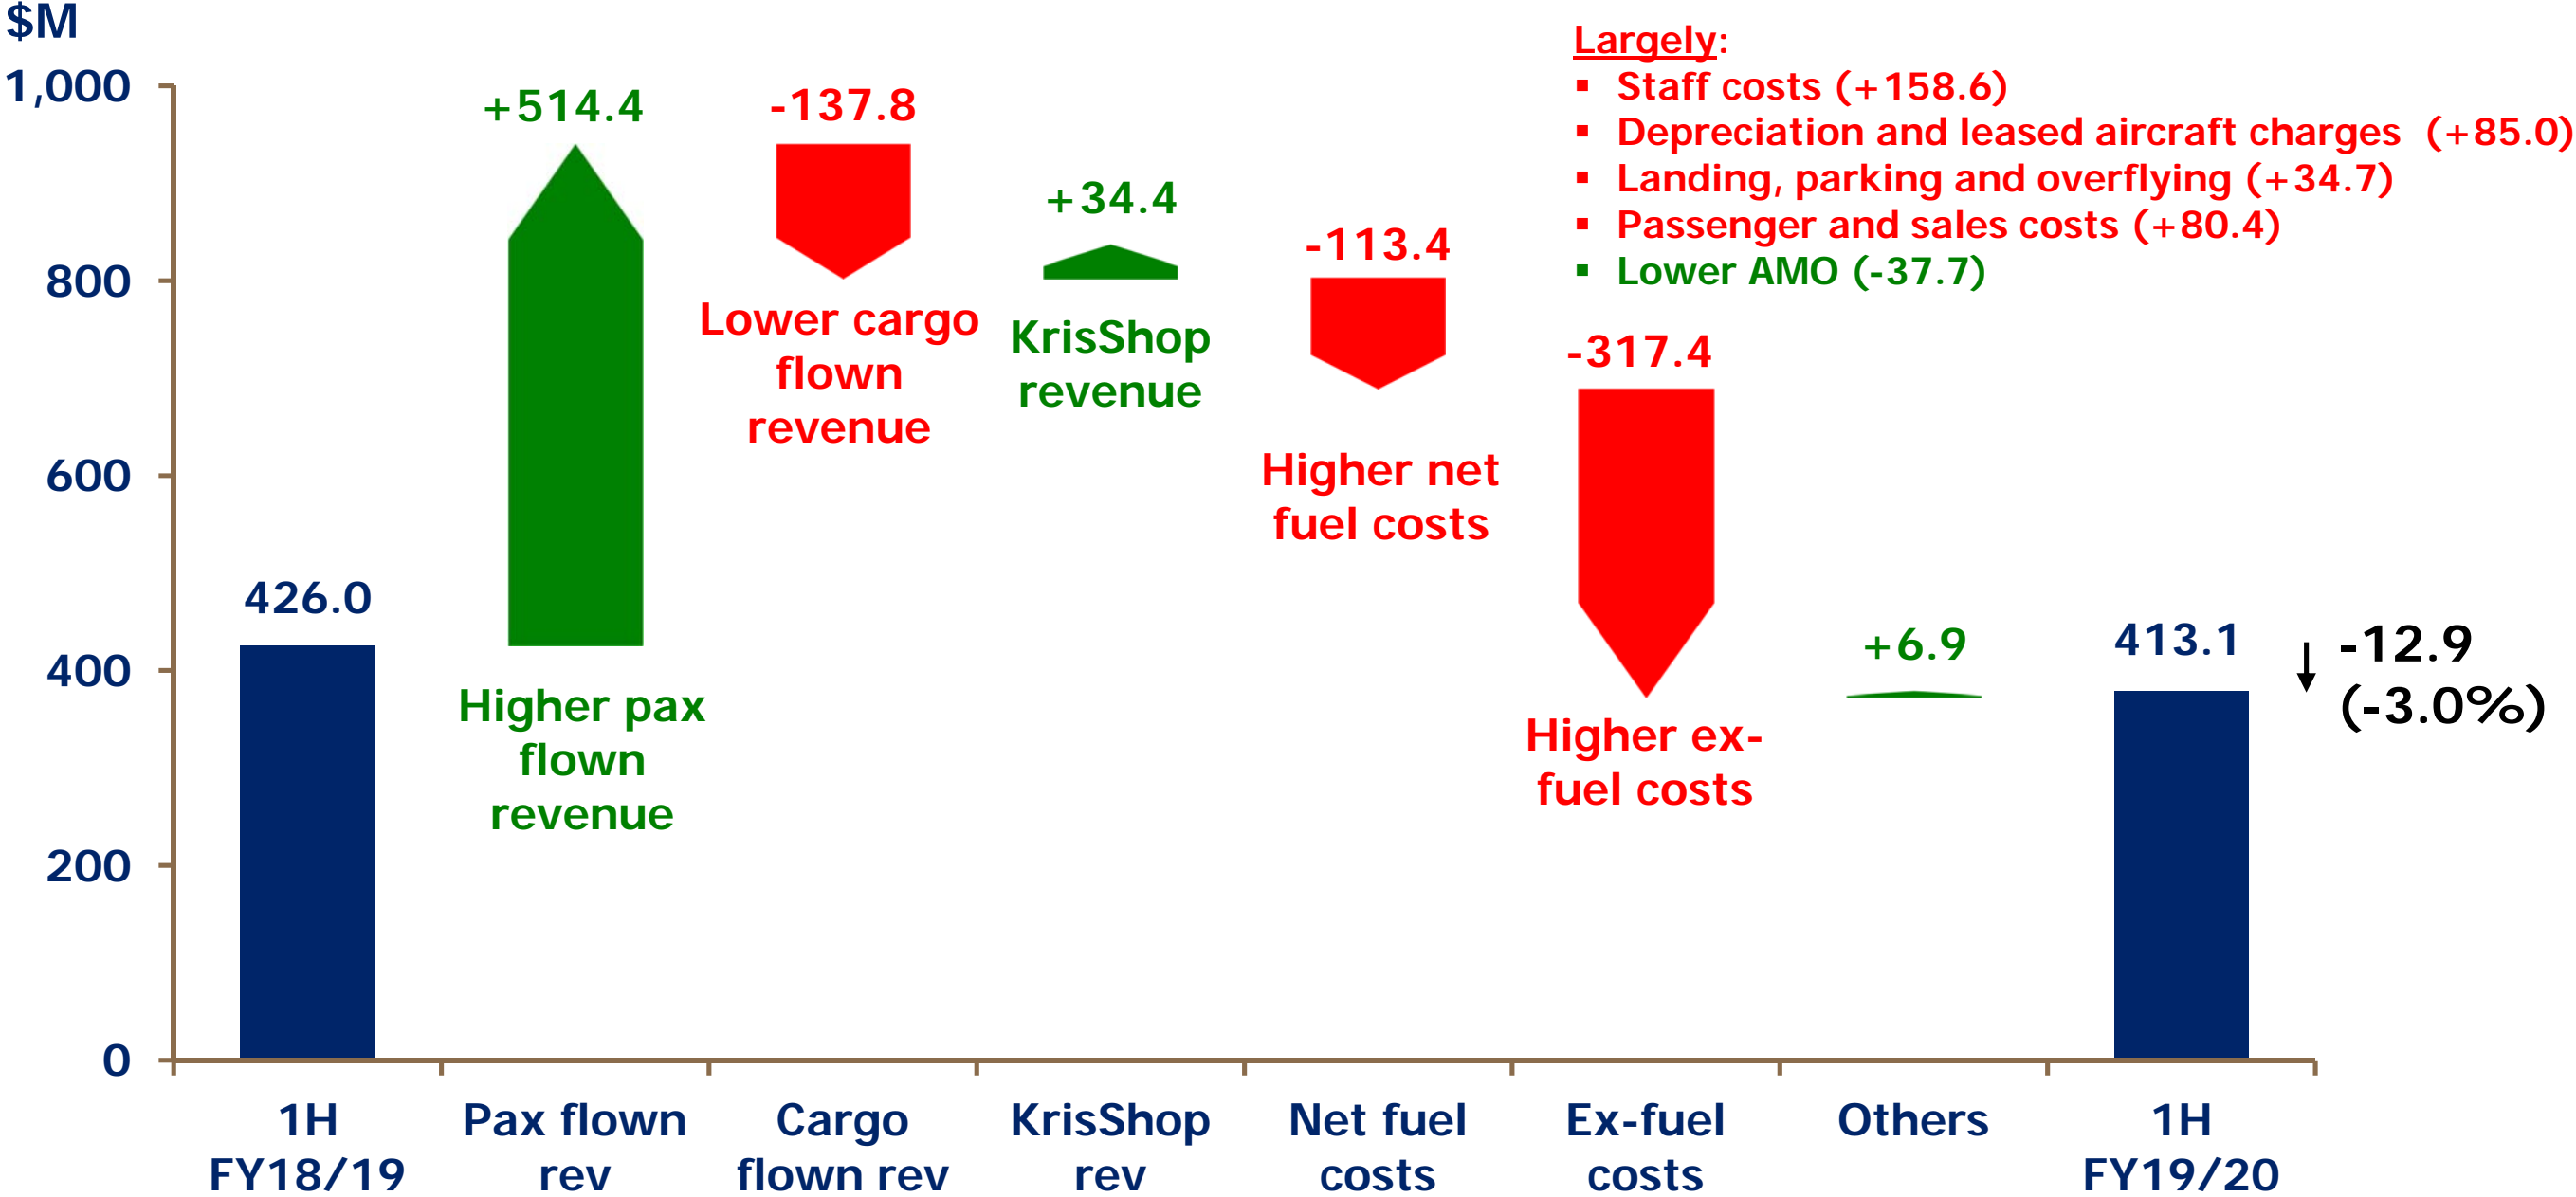 $M
1,000
800
600
400
200
0
Largely:
▪ Staff costs (+158.6)
▪ Depreciation and leased aircraft charges (+85.0)
▪ Landing, parking and overflying (+34.7)
▪ Passenger and sales costs (+80.4)
▪ Lower AMO (-37.7)
426.0
+514.4
Higher pax
flown
revenue
-137.8
Lower cargo
flown
revenue
+34.4
KrisShop
revenue
-113.4
Higher net
fuel costs
-317.4
Higher ex-
fuel costs
+6.9
413.1
-12.9
(-3.0%)
1H
FY18/19
Pax flown
rev
Cargo
flown rev
KrisShop
rev
Net fuel
costs
Ex-fuel
costs
Others
1H
FY19/20